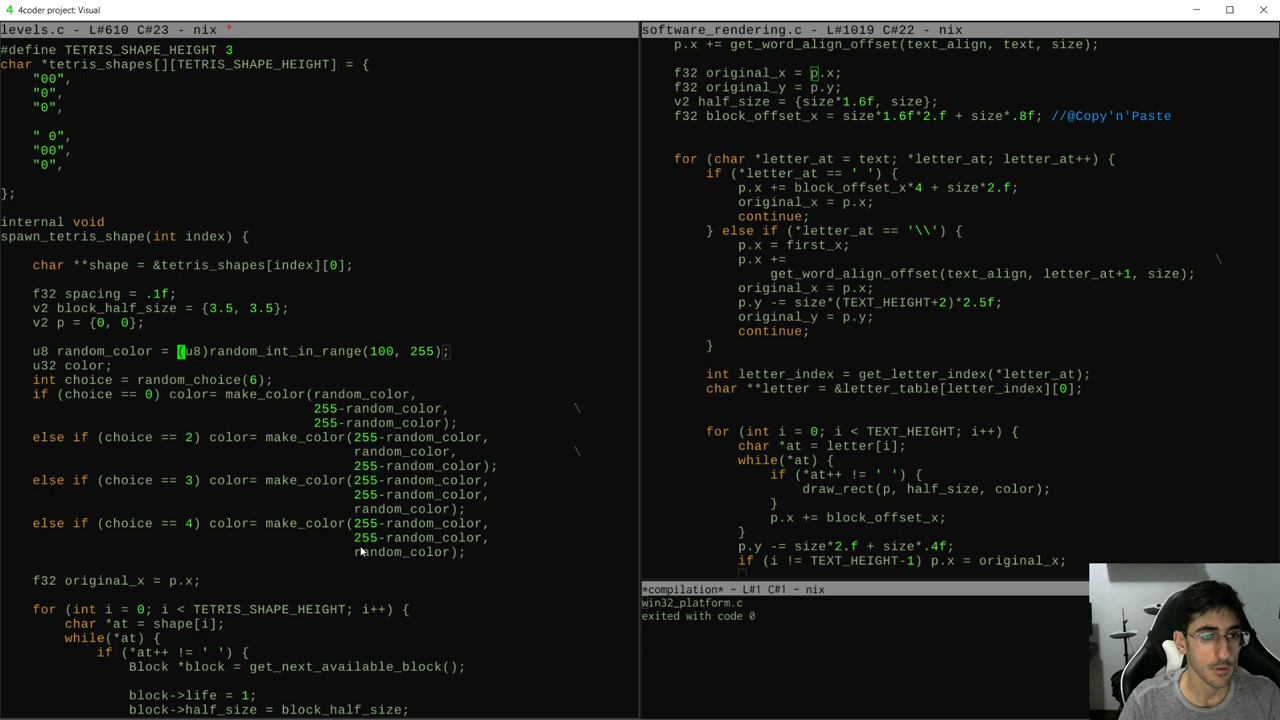 4 4coder project: Visual
levels.c - L#610 C#23 - nix *
#define TETRIS_SHAPE_HEIGHT 3
char *tetris_shapes[][TETRIS_SHAPE_HEIGHT] = {
"00",
"0",
"0",
" 0",
"00",
"0",
};
internal void
spawn_tetris_shape(int index) {
char **shape = &tetris_shapes[index][0];
f32 spacing = .1f;
v2 block_half_size = {3.5, 3.5};
v2 p = {0, 0};
u8 random_color = (u8)random_int_in_range(100, 255);
u32 color;
int choice = random_choice(6);
if (choice == 0) color= make_color(random_color,
255-random_color, \
255-random_color);
else if (choice == 2) color= make_color(255-random_color,
random_color, \
255-random_color);
else if (choice == 3) color= make_color(255-random_color,
255-random_color,
random_color);
else if (choice == 4) color= make_color(255-random_color,
255-random_color,
random_color);
f32 original_x = p.x;
for (int i = 0; i < TETRIS_SHAPE_HEIGHT; i++) {
char *at = shape[i];
while(*at) {
if (*at++ != ' ') {
Block *block = get_next_available_block();
block->life = 1;
block->half_size = block_half_size;
software_rendering.c - L#1019 C#22 - nix
p.x += get_word_align_offset(text_align, text, size);
f32 original_x = p.x;
f32 original_y = p.y;
v2 half_size = {size*1.6f, size};
f32 block_offset_x = size*1.6f*2.f + size*.8f; //@Copy'n'Paste
for (char *letter_at = text; *letter_at; letter_at++) {
if (*letter_at == ' ') {
p.x += block_offset_x*4 + size*2.f;
original_x = p.x;
continue;
} else if (*letter_at == '\\') {
p.x = first_x;
p.x += \
get_word_align_offset(text_align, letter_at+1, size);
original_x = p.x;
p.y -= size*(TEXT_HEIGHT+2)*2.5f;
original_y = p.y;
continue;
}
int letter_index = get_letter_index(*letter_at);
char **letter = &letter_table[letter_index][0];
for (int i = 0; i < TEXT_HEIGHT; i++) {
char *at = letter[i];
while(*at) {
if (*at++ != ' ') {
draw_rect(p, half_size, color);
}
p.x += block_offset_x;
}
p.y -= size*2.f + size*.4f;
if (i != TEXT_HEIGHT-1) p.x = original_x;
*compilation* - L#1 C#1 - nix
win32_platform.c
exited with code 0